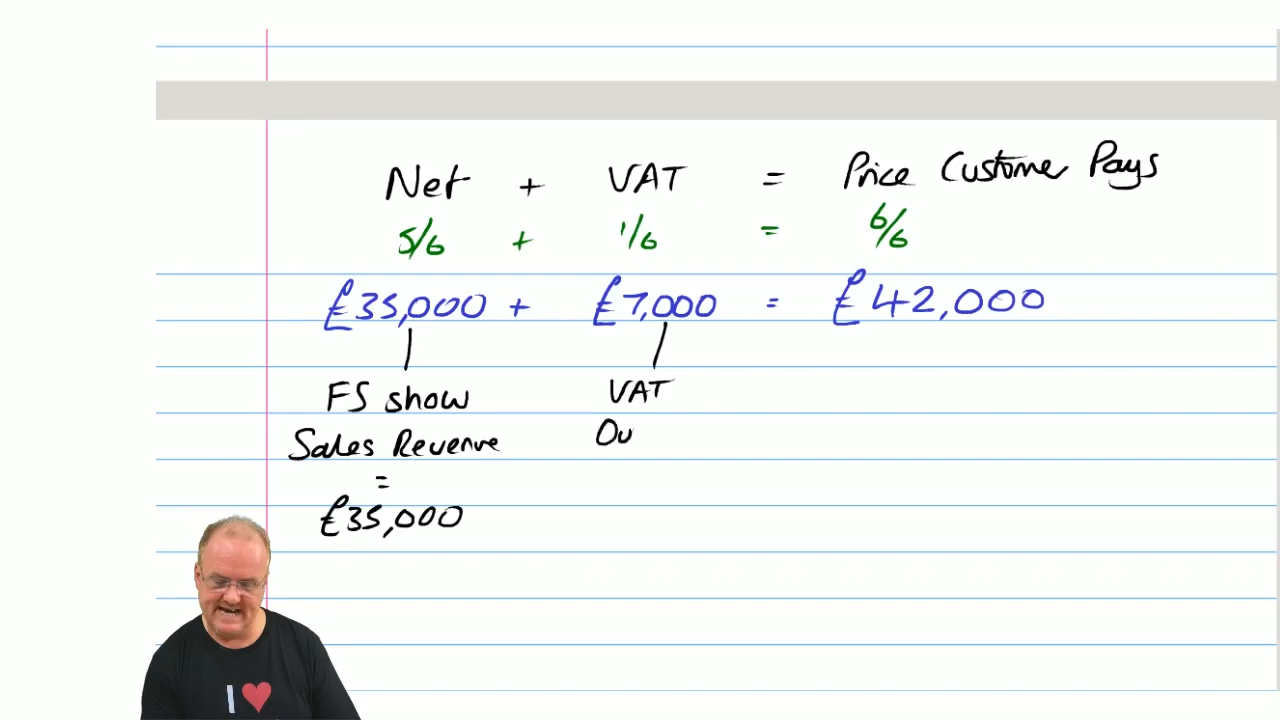 Net + VAT = Price Customer Pays
5/6 + 1/6 = 6/6
£35,000 + £7,000 = £42,000
FS show VAT
Sales Revenue Ou
=
£35,000
I ❤